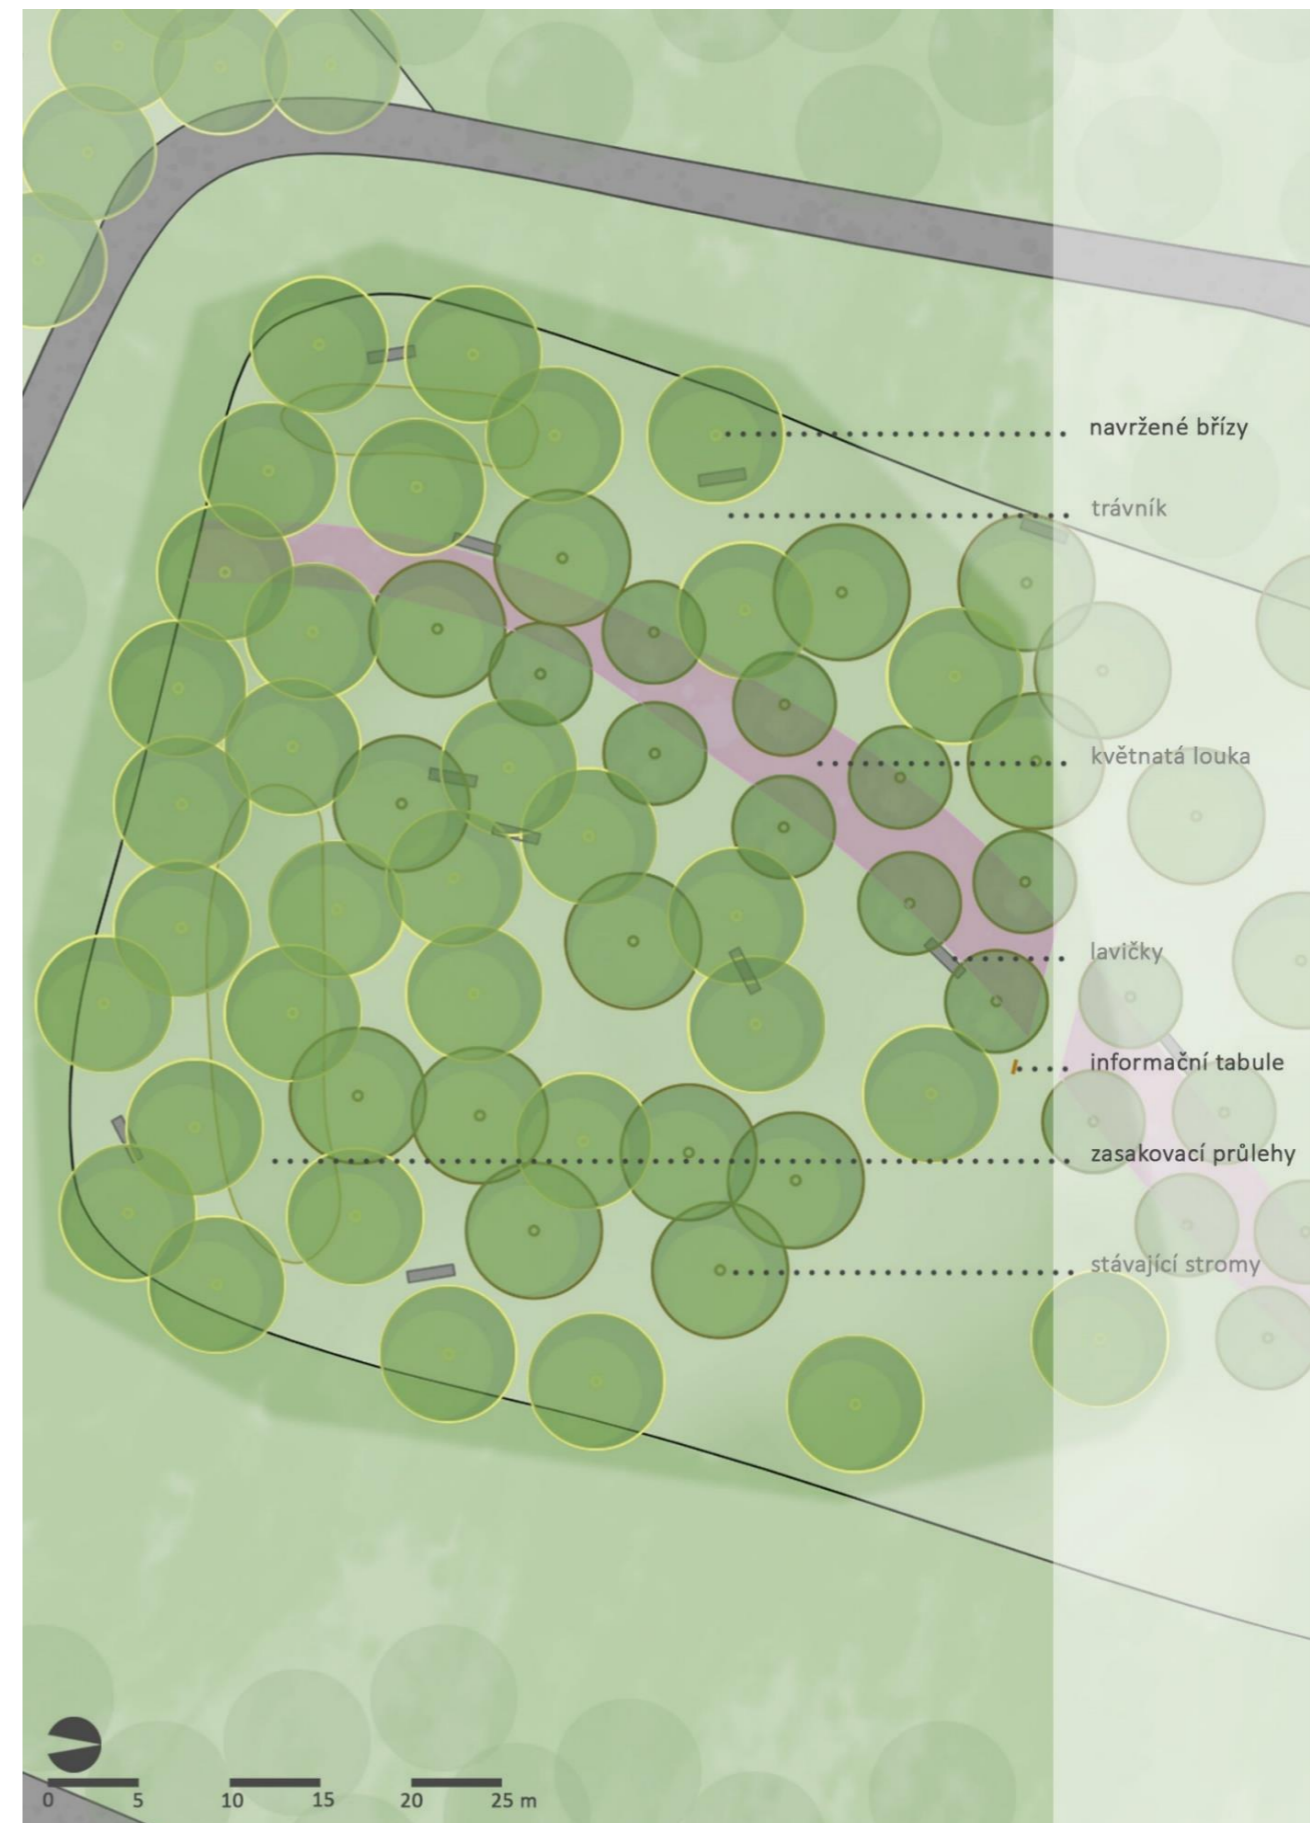 navržené břízy
trávník
květnatá louka
lavičky
informační tabule
zasakovací průlehy
stávající stromy
0 5 10 15 20 25 m